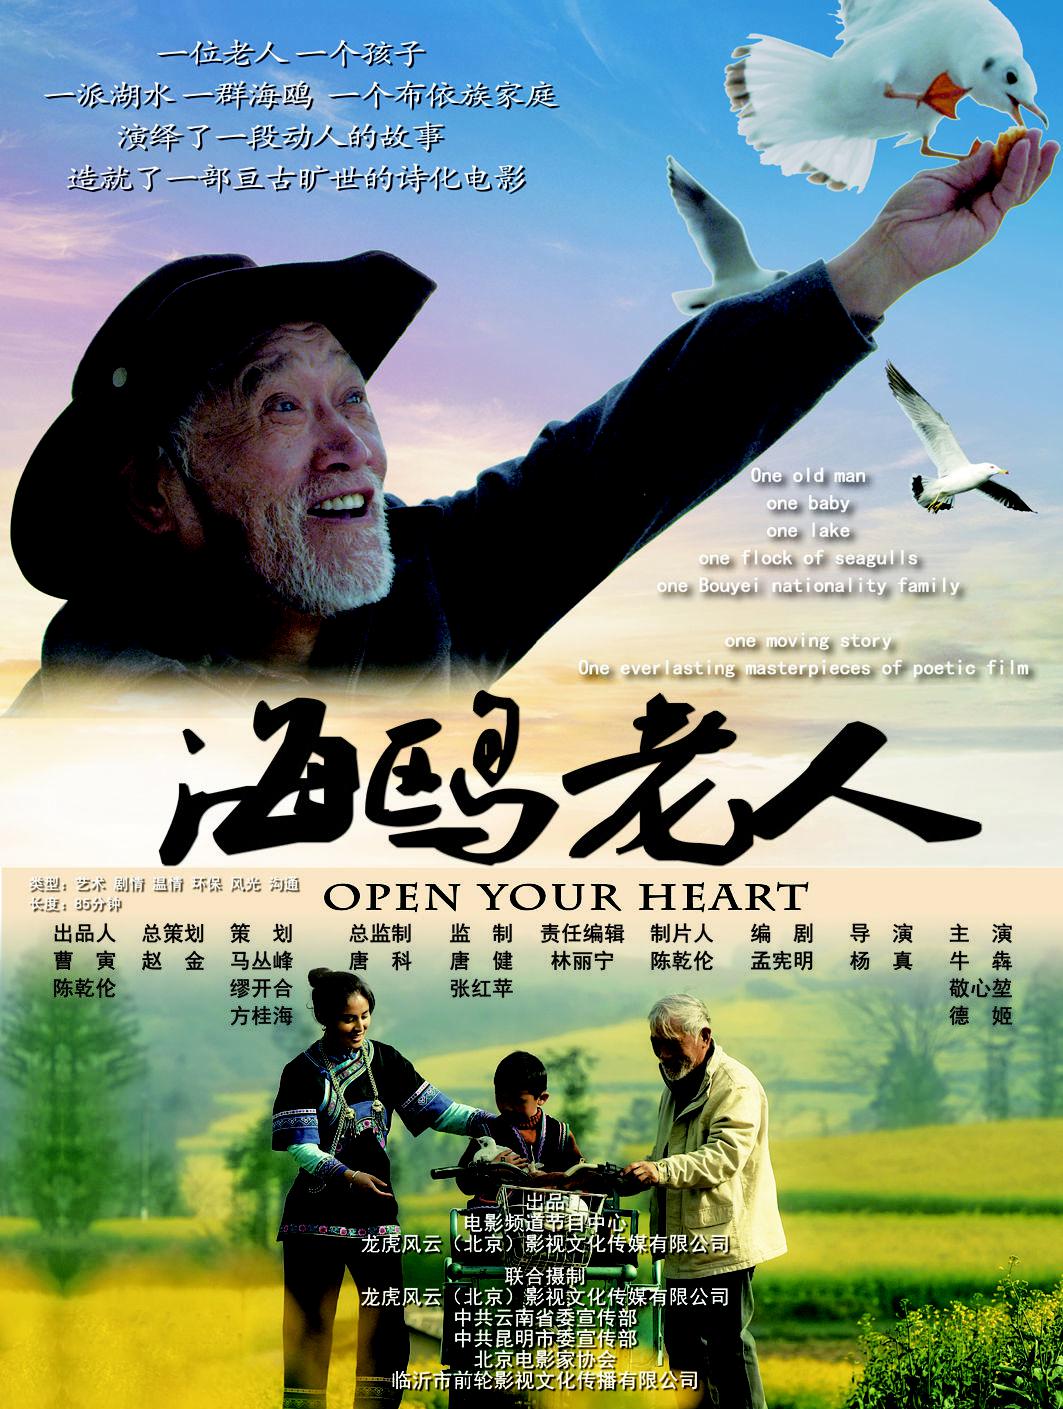 一位老人 一个孩子
一派湖水 一群海鸥 一个布依族家庭
演绎了一段动人的故事
造就了一部亘古旷世的诗化电影
One old man
one baby
one lake
one flock of seagulls
one Bouyei nationality family
one moving story
One everlasting masterpieces of poetic film
海鸥老人
类型：艺术 剧情 温情 环保 风光 沟通
长度：85分钟
OPEN YOUR HEART
出品人 总策划 策 划 总监制 监 制 责任编辑 制片人 编 剧 导 演 主 演
曹 寅 赵 金 马丛峰 唐 科 唐 健 林丽宁 陈乾伦 孟宪明 杨 真 牛 犇
陈乾伦 缪开合 张红苹 敬心堃
方桂海 德 姬
出品
电影频道节目中心
龙虎风云（北京）影视文化传媒有限公司
联合摄制
龙虎风云（北京）影视文化传媒有限公司
中共云南省委宣传部
中共昆明市委宣传部
北京电影家协会
临沂市前轮影视文化传播有限公司